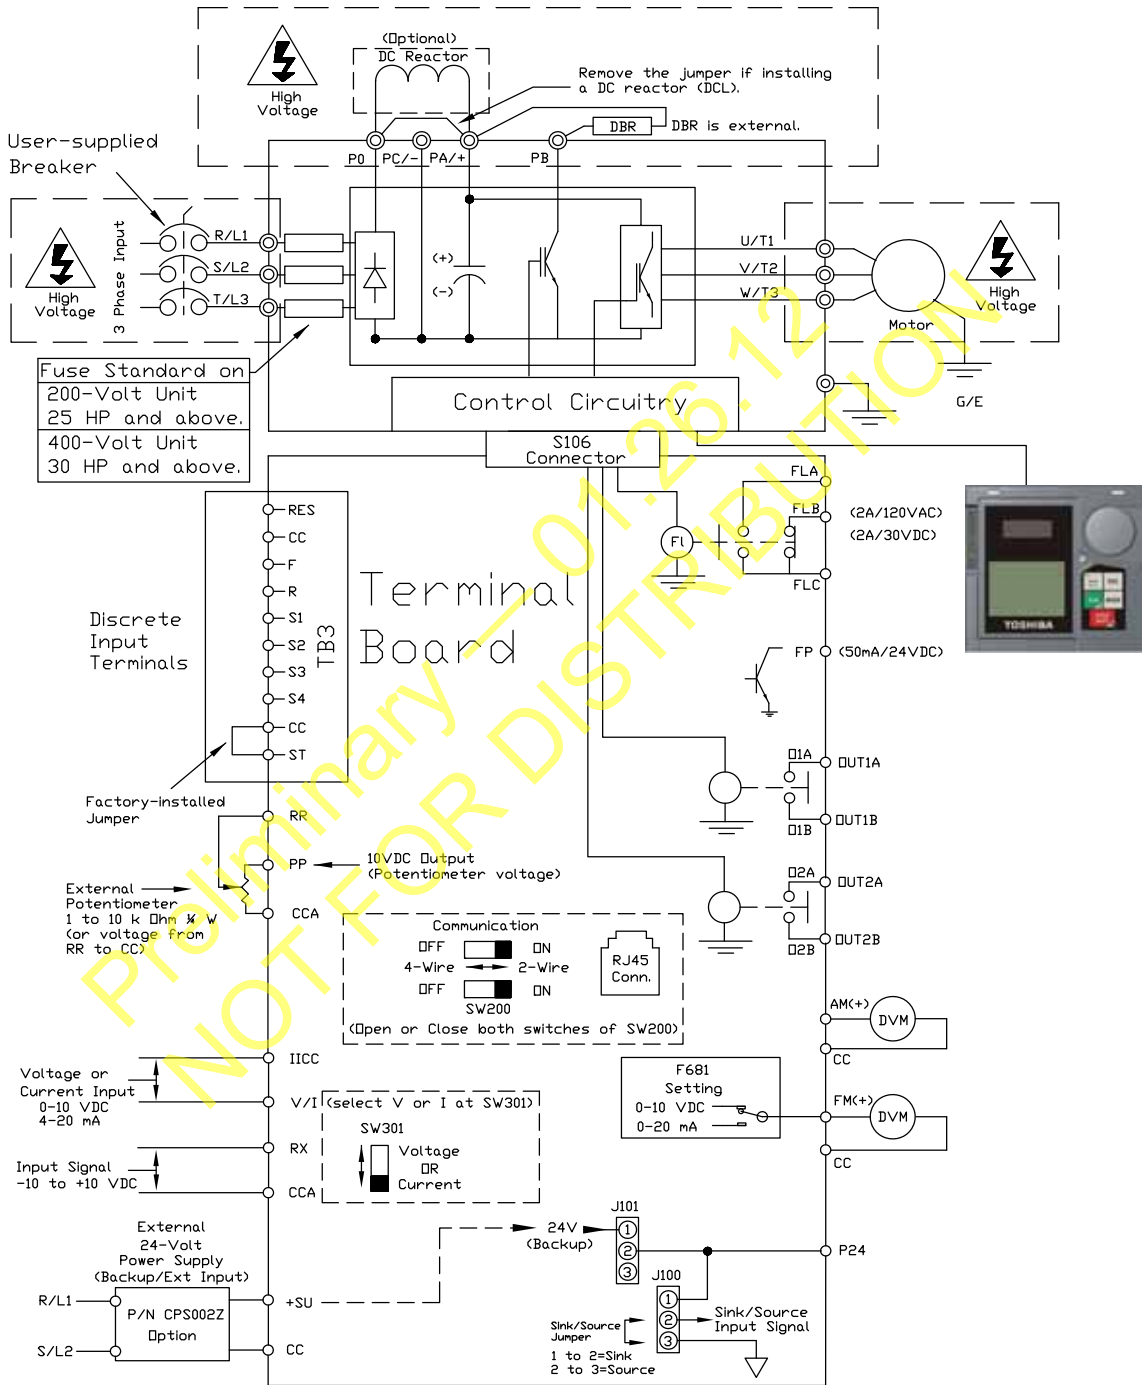 (Optional)
DC Reactor
High
Voltage
Remove the jumper if installing
a DC reactor (DCL).
DBR
DBR is external.
User-supplied
Breaker
P0
PC/-
PA/+
PB
3 Phase Input
High
Voltage
R/L1
S/L2
T/L3
(+)
(-)
U/T1
V/T2
W/T3
Motor
High
Voltage
G/E
Fuse Standard on
200-Volt Unit
25 HP and above.
400-Volt Unit
30 HP and above.
Control Circuitry
S106
Connector
Preliminary — 01.26.12
NOT FOR DISTRIBUTION
Discrete
Input
Terminals
RES
CC
F
R
S1
S2
S3
S4
CC
ST
TB3
Terminal
Board
Fl
FLA
FLB
FLC
(2A/120VAC)
(2A/30VDC)
TOSHIBA
FP
(50mA/24VDC)
Factory-installed
Jumper
RR
PP
10VDC Output
(Potentiometer voltage)
CCA
External
Potentiometer
1 to 10 k Ohm ¼ W
(or voltage from
RR to CC)
O1A
OUT1A
O1B
OUT1B
O2A
OUT2A
O2B
OUT2B
Communication
OFF
ON
4-Wire
2-Wire
OFF
ON
SW200
RJ45
Conn.
(Open or Close both switches of SW200)
AM(+)
DVM
CC
F681
Setting
0-10 VDC
0-20 mA
FM(+)
DVM
CC
Voltage or
Current Input
0-10 VDC
4-20 mA
IICC
V/I
(select V or I at SW301)
SW301
Voltage
OR
Current
Input Signal
-10 to +10 VDC
RX
CCA
External
24-Volt
Power Supply
(Backup/Ext Input)
R/L1
S/L2
P/N CPS002Z
Option
+SU
CC
24V
(Backup)
J101
1
2
3
P24
J100
1
2
3
Sink/Source
Jumper
1 to 2=Sink
2 to 3=Source
Sink/Source
Input Signal